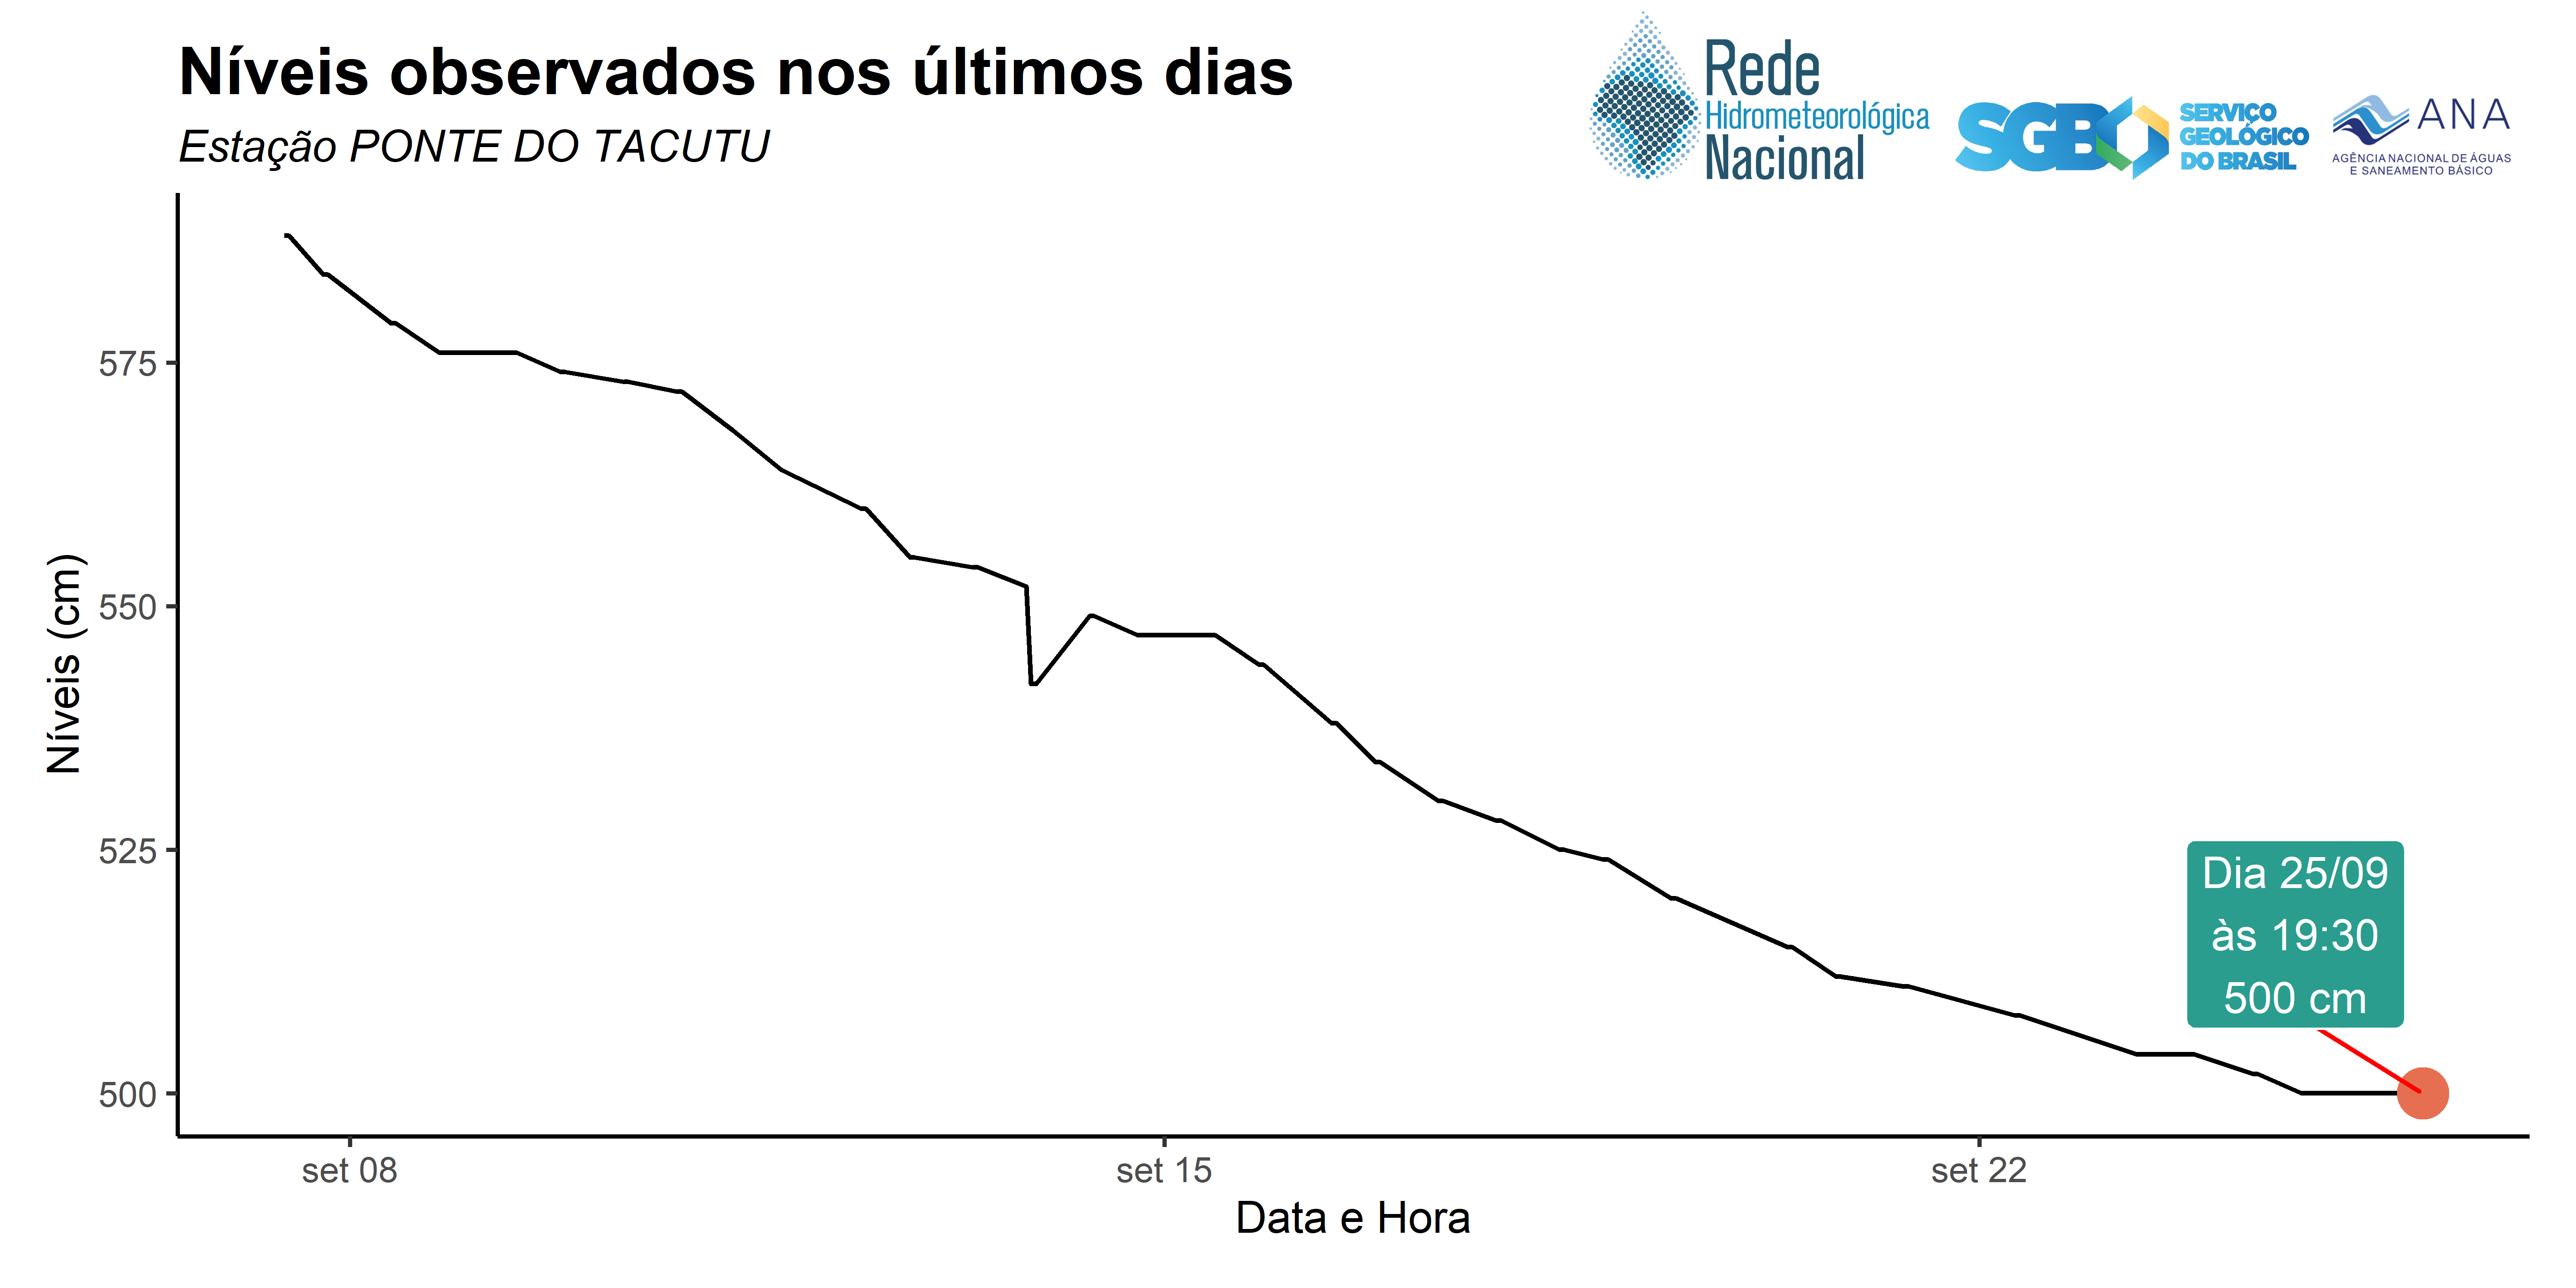 Níveis observados nos últimos dias
Estação PONTE DO TACUTU
Rede
Hidrometeorológica
Nacional
SGB
SERVIÇO
GEOLÓGICO
DO BRASIL
ANA
AGÊNCIA NACIONAL DE ÁGUAS
E SANEAMENTO BÁSICO
Níveis (cm)
575
550
525
500
Dia 25/09
às 19:30
500 cm
set 08
set 15
set 22
Data e Hora